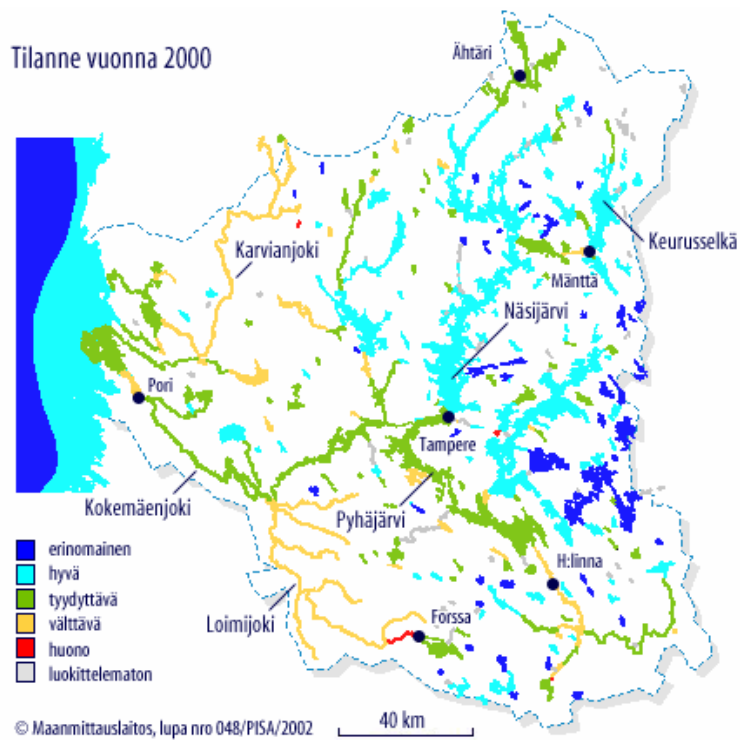 Tilanne vuonna 2000
Ähtäri
Keurusselkä
Karvianjoki
Mänttä
Näsijärvi
Pori
Tampere
Kokemäenjoki
Pyhäjärvi
H:linna
Loimijoki
Forssa
erinomainen
hyvä
tyydyttävä
välttävä
huono
luokittelematon
© Maanmittauslaitos, lupa nro 048/PISA/2002
40 km